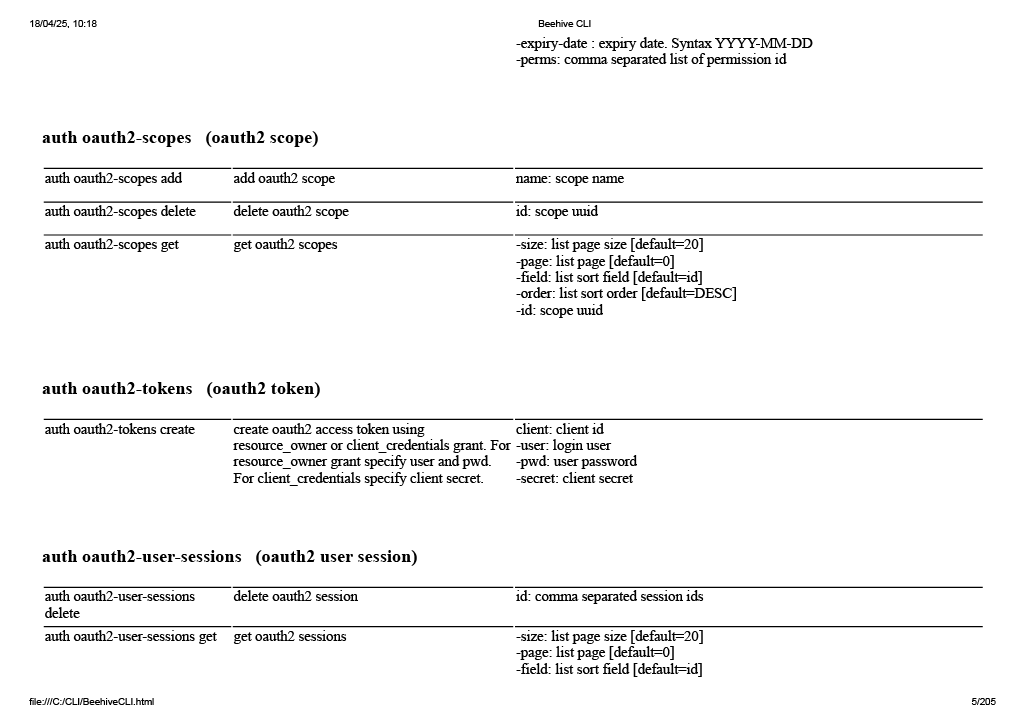 18/04/25, 10:18 Beehive CLI
-expiry-date : expiry date. Syntax YYYY-MM-DD
-perms: comma separated list of permission id
auth oauth2-scopes (oauth2 scope)
auth oauth2-scopes add add oauth2 scope name: scope name
auth oauth2-scopes delete delete oauth2 scope id: scope uuid
auth oauth2-scopes get get oauth2 scopes -size: list page size [default=20]
-page: list page [default=0]
-field: list sort field [default=id]
-order: list sort order [default=DESC]
-id: scope uuid
auth oauth2-tokens (oauth2 token)
auth oauth2-tokens create create oauth2 access token using client: client id
resource_owner or client_credentials grant. For -user: login user
resource_owner grant specify user and pwd. -pwd: user password
For client_credentials specify client secret. -secret: client secret
auth oauth2-user-sessions (oauth2 user session)
auth oauth2-user-sessions delete oauth2 session id: comma separated session ids
delete
auth oauth2-user-sessions get get oauth2 sessions -size: list page size [default=20]
-page: list page [default=0]
-field: list sort field [default=id]
file:///C:/CLI/BeehiveCLI.html 5/205